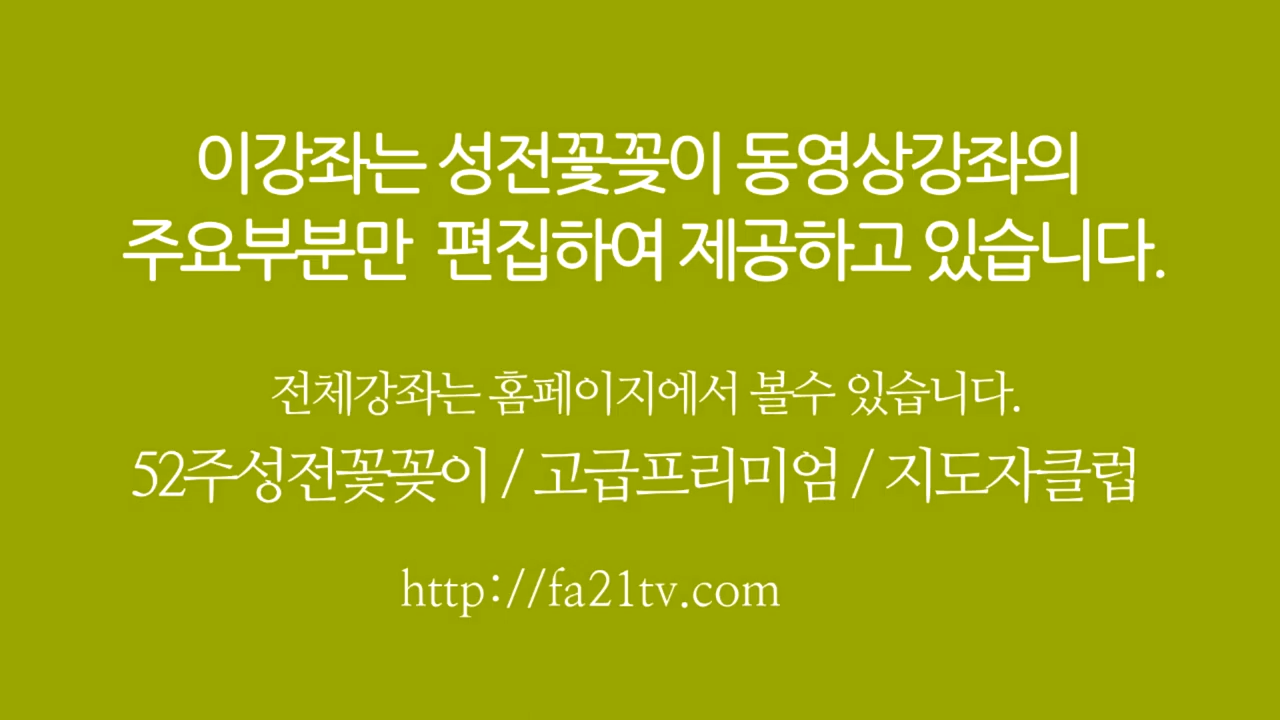 이강좌는 성전꽃꽂이 동영상강좌의
주요부분만 편집하여 제공하고 있습니다.
전체강좌는 홈페이지에서 볼수 있습니다.
52주성전꽃꽂이 / 고급프리미엄 / 지도자클럽
http://fa21tv.com